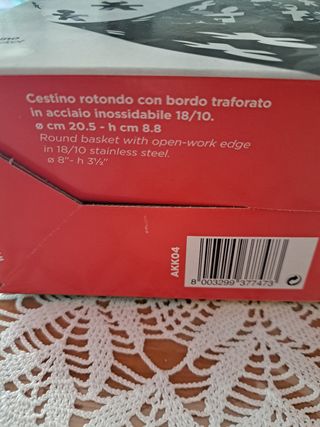 Cestino rotondo con bordo traforato
in acciaio inossidabile 18/10.
ø cm 20.5 - h cm 8.8
Round basket with open-work edge
in 18/10 stainless steel.
ø 8"- h 3½"
AKK04
8 003299 377473